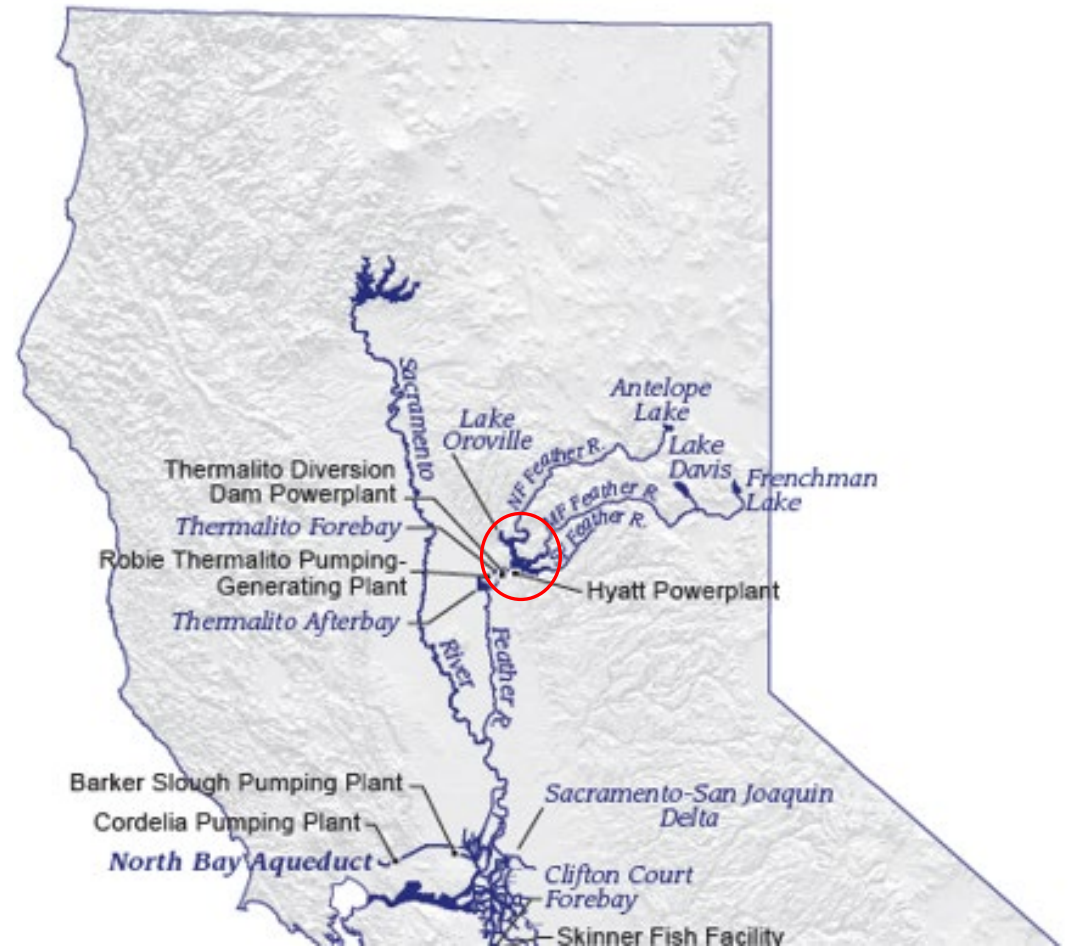 Sacramento
Antelope
Lake
Lake
Oroville
NF Feather R.
Lake
Davis
Frenchman
Lake
Thermalito Diversion
Dam Powerplant
MF Feather R.
Thermalito Forebay
Feather R.
Robie Thermalito Pumping-
Generating Plant
Hyatt Powerplant
Thermalito Afterbay
River
Feather R.
Barker Slough Pumping Plant
Sacramento-San Joaquin
Delta
Cordelia Pumping Plant
North Bay Aqueduct
Clifton Court
Forebay
Skinner Fish Facility